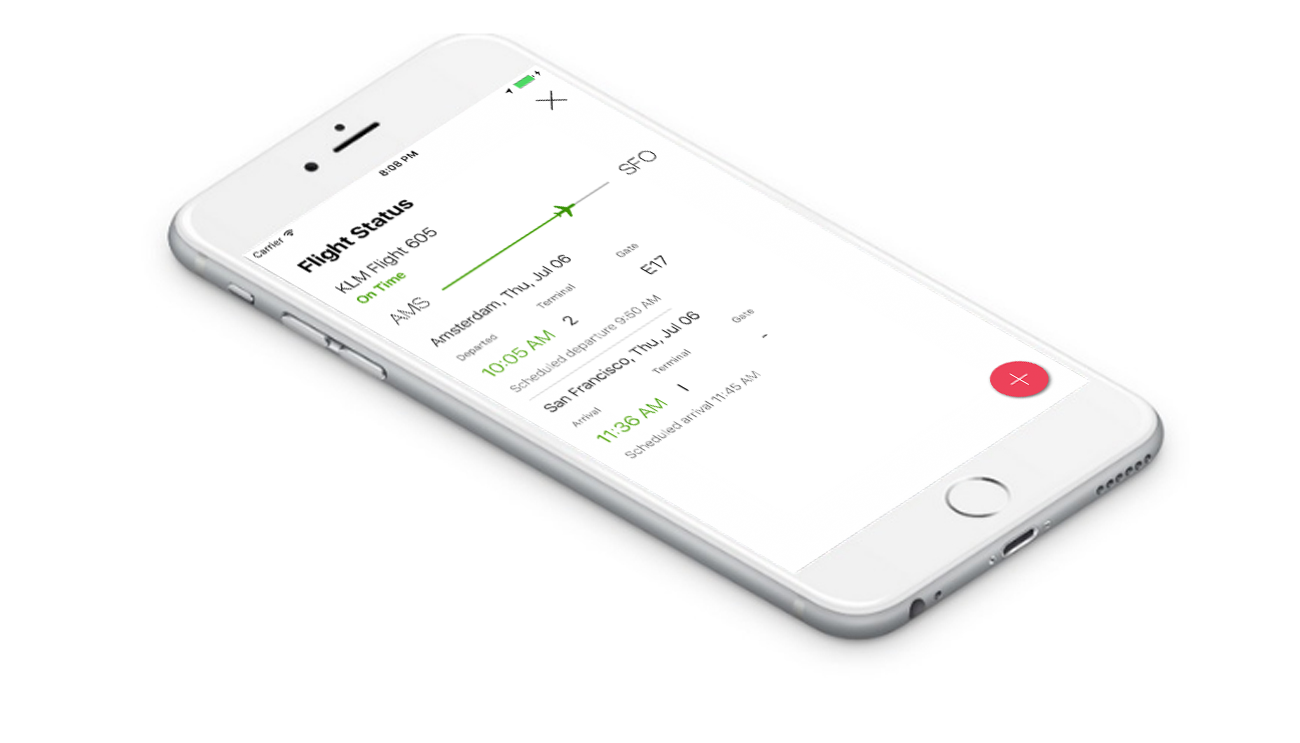 Carrier 8:08 PM
Flight Status
KLM Flight 605
On Time
AMS SFO
Amsterdam, Thu, Jul 06
Departed Terminal Gate
10:05 AM 2 E17
Scheduled departure 9:50 AM
San Francisco, Thu, Jul 06
Arrival Terminal Gate
11:36 AM I -
Scheduled arrival 11:45 AM